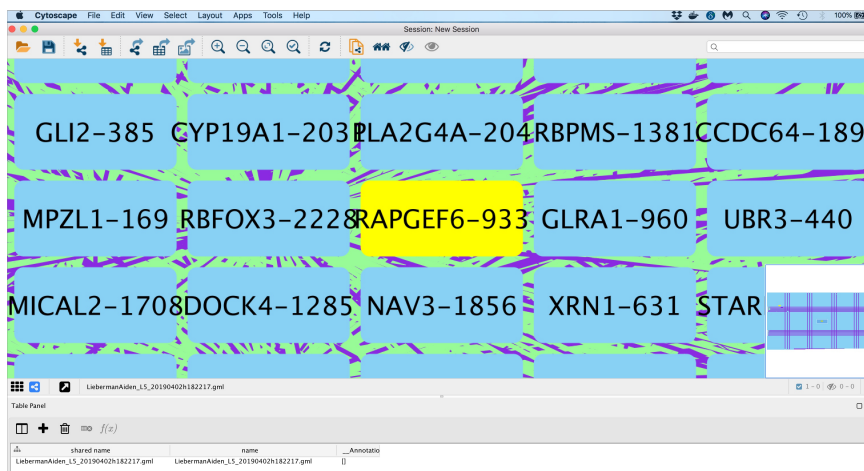 Cytoscape File Edit View Select Layout Apps Tools Help 100%
Session: New Session
GLI2-385 CYP19A1-2031 PLA2G4A-204 RBPMS-1381 CCDC64-189
MPZL1-169 RBFOX3-2228 RAPGEF6-933 GLRA1-960 UBR3-440
MICAL2-1708 DOCK4-1285 NAV3-1856 XRN1-631 STAR
LiebermanAiden_L5_20190402h182217.gml 1 - 0 0 - 0
Table Panel
f(x)
shared name name __Annotatio
LiebermanAiden_L5_20190402h182217.gml LiebermanAiden_L5_20190402h182217.gml []